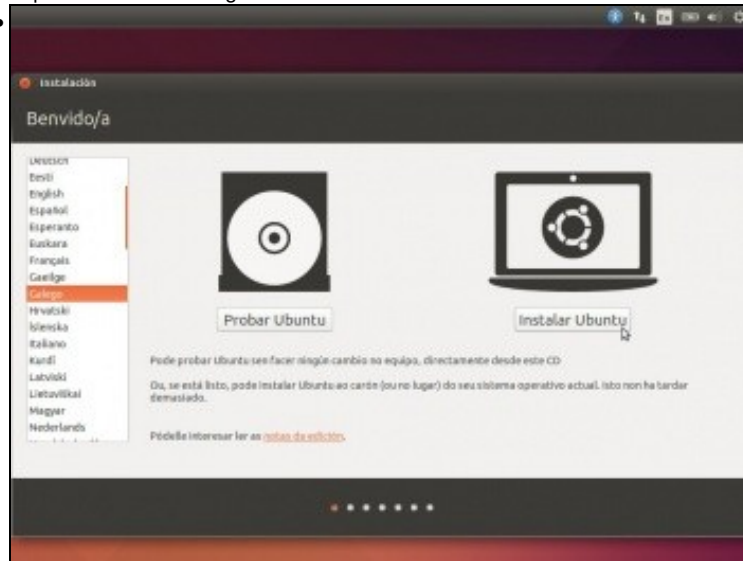 Instalación
Benvido/a
Deutsch
Eesti
English
Español
Esperanto
Euskara
Français
Gaeilge
Galego
Hrvatski
Íslenska
Italiano
Kurdî
Latviski
Lietuviškai
Magyar
Nederlands
Probar Ubuntu
Instalar Ubuntu
Pode probar Ubuntu sen facer ningún cambio no equipo, directamente desde este CD
Ou, se está listo, pode instalar Ubuntu ao carón (ou no lugar) do seu sistema operativo actual. Isto non ha tardar
demasiado.
Pódelle interesar ler as notas da edición.